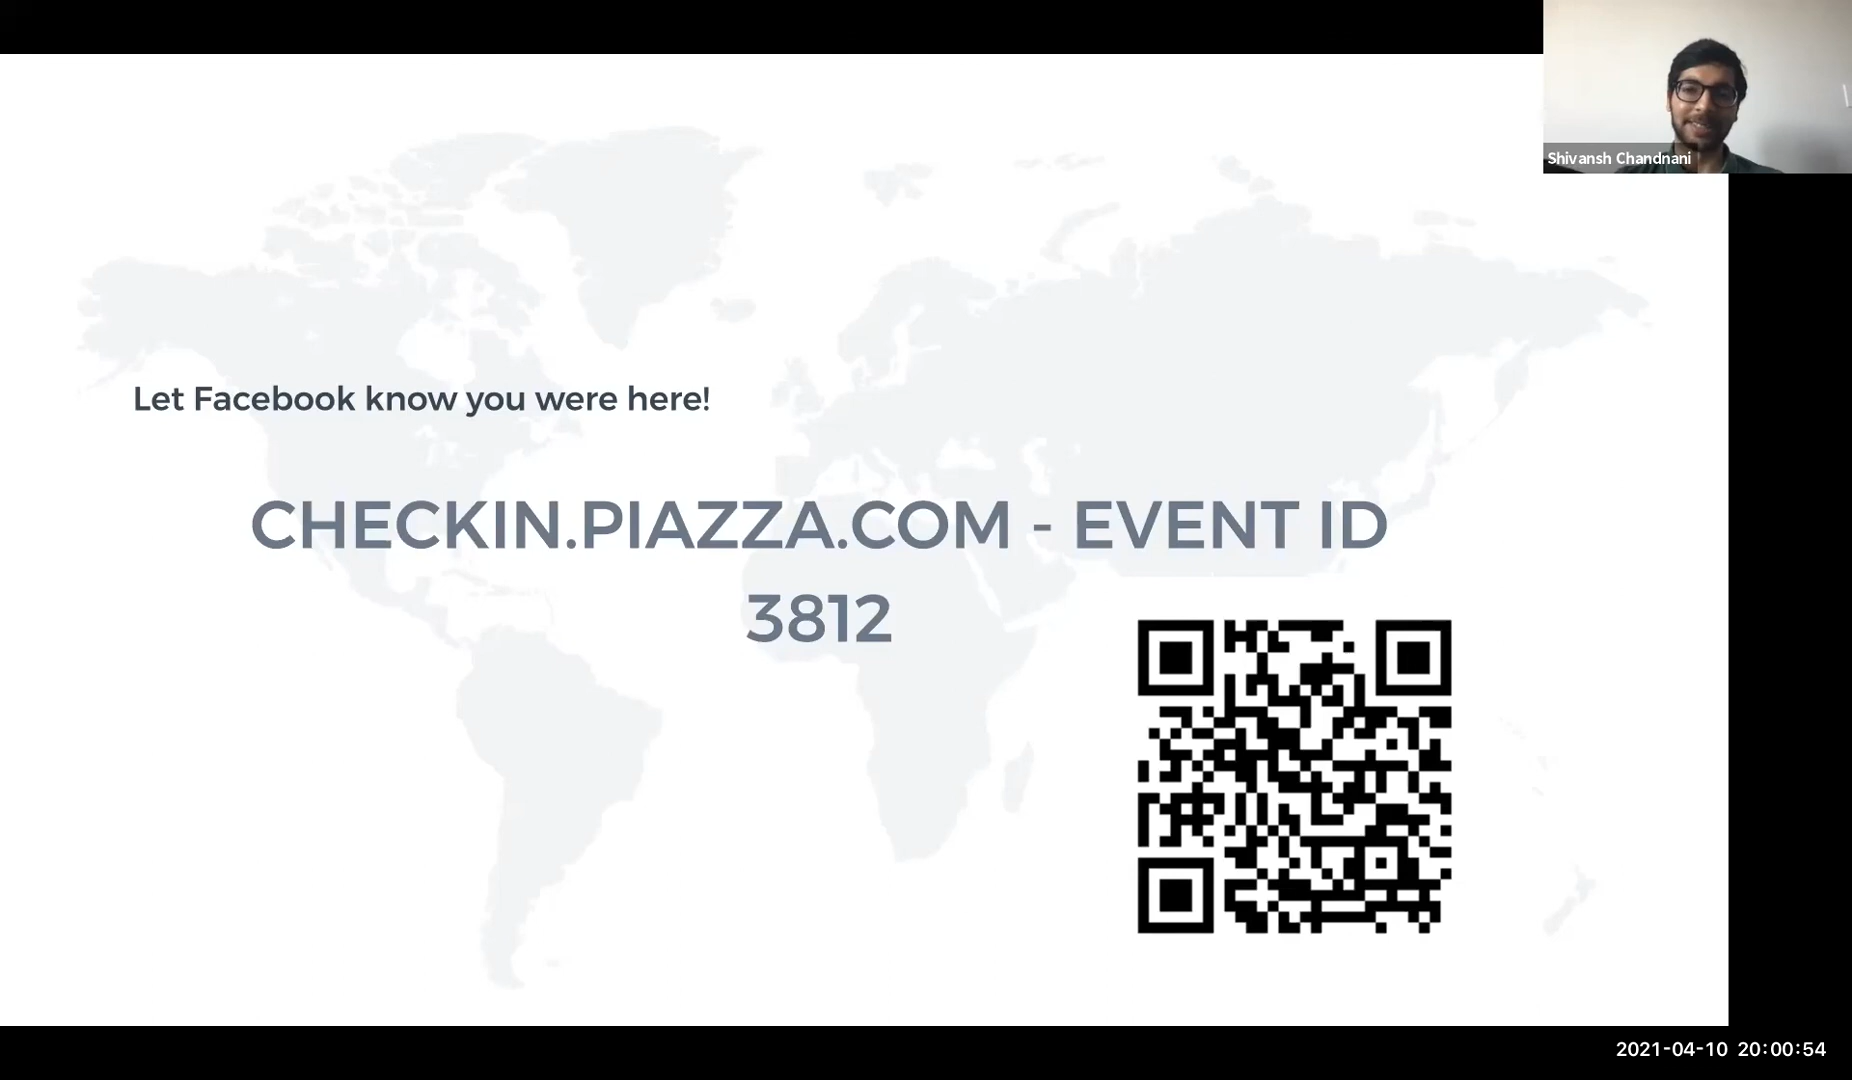 Shivansh Chandnani
Let Facebook know you were here!
CHECKIN.PIAZZA.COM - EVENT ID
3812
2021-04-10 20:00:54